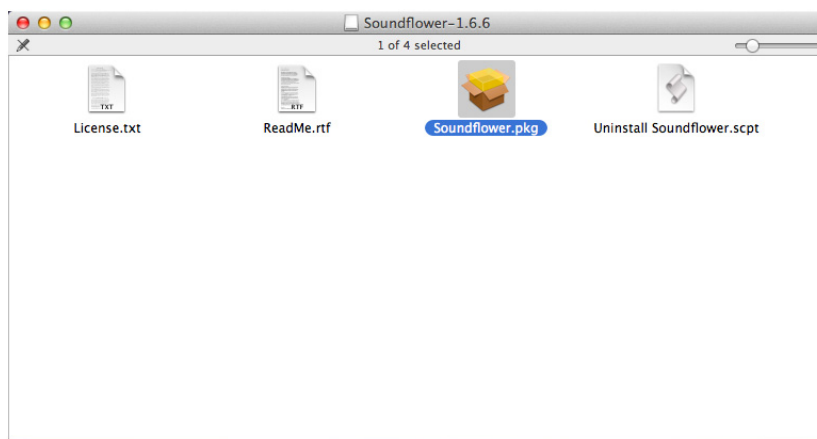 Soundflower-1.6.6
1 of 4 selected
TXT
RTF
License.txt
ReadMe.rtf
Soundflower.pkg
Uninstall Soundflower.scpt